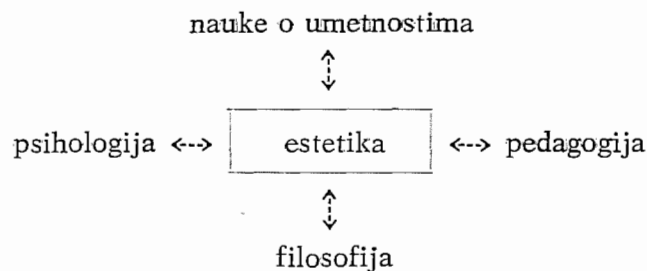 nauke o umetnostima
psihologija <--> estetika <--> pedagogija
filosofija